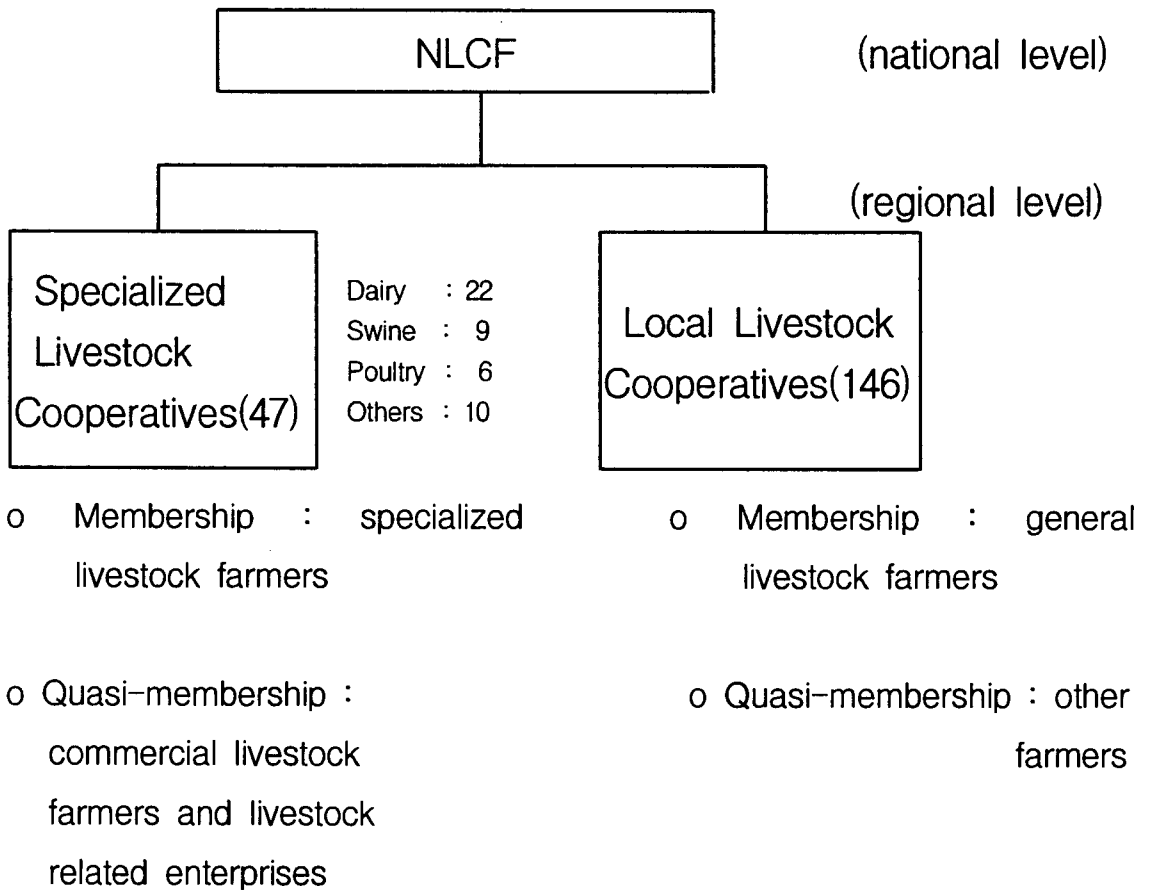 NLCF
(national level)
(regional level)
Specialized
Livestock
Cooperatives(47)
Dairy : 22
Swine : 9
Poultry : 6
Others : 10
Local Livestock
Cooperatives(146)
o Membership : specialized
livestock farmers
o Quasi-membership :
commercial livestock
farmers and livestock
related enterprises
o Membership : general
livestock farmers
o Quasi-membership : other
farmers